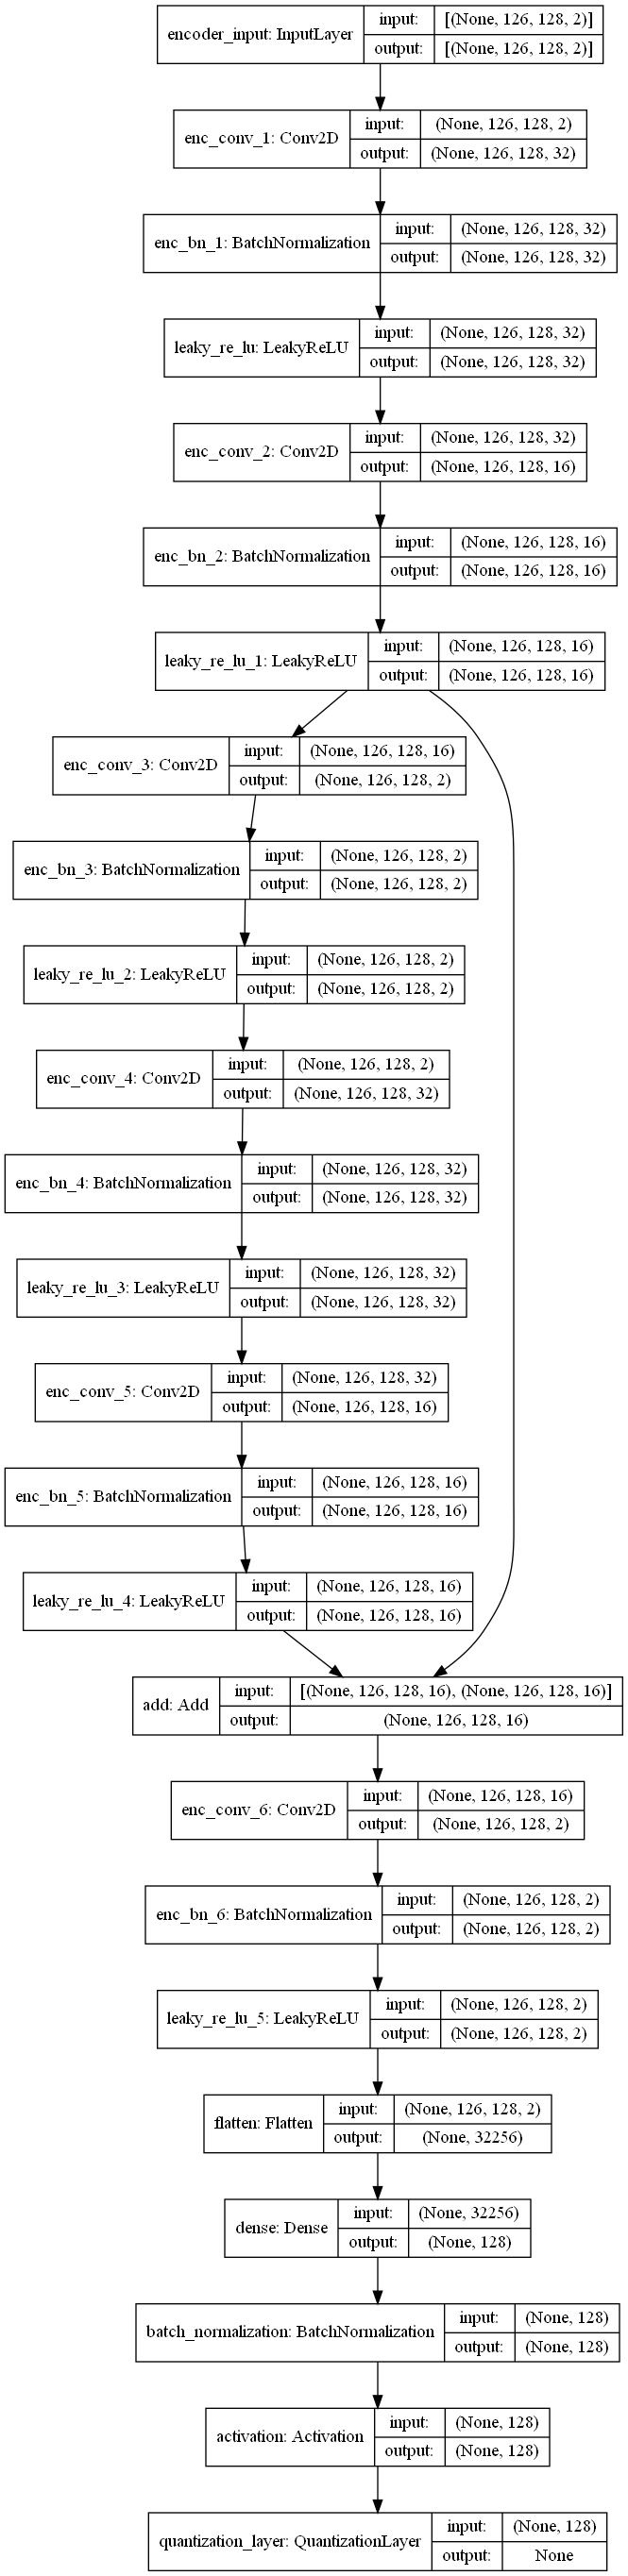 encoder_input: InputLayer
input: [(None, 126, 128, 2)]
output: [(None, 126, 128, 2)]
enc_conv_1: Conv2D
input: (None, 126, 128, 2)
output: (None, 126, 128, 32)
enc_bn_1: BatchNormalization
input: (None, 126, 128, 32)
output: (None, 126, 128, 32)
leaky_re_lu: LeakyReLU
input: (None, 126, 128, 32)
output: (None, 126, 128, 32)
enc_conv_2: Conv2D
input: (None, 126, 128, 32)
output: (None, 126, 128, 16)
enc_bn_2: BatchNormalization
input: (None, 126, 128, 16)
output: (None, 126, 128, 16)
leaky_re_lu_1: LeakyReLU
input: (None, 126, 128, 16)
output: (None, 126, 128, 16)
enc_conv_3: Conv2D
input: (None, 126, 128, 16)
output: (None, 126, 128, 2)
enc_bn_3: BatchNormalization
input: (None, 126, 128, 2)
output: (None, 126, 128, 2)
leaky_re_lu_2: LeakyReLU
input: (None, 126, 128, 2)
output: (None, 126, 128, 2)
enc_conv_4: Conv2D
input: (None, 126, 128, 2)
output: (None, 126, 128, 32)
enc_bn_4: BatchNormalization
input: (None, 126, 128, 32)
output: (None, 126, 128, 32)
leaky_re_lu_3: LeakyReLU
input: (None, 126, 128, 32)
output: (None, 126, 128, 32)
enc_conv_5: Conv2D
input: (None, 126, 128, 32)
output: (None, 126, 128, 16)
enc_bn_5: BatchNormalization
input: (None, 126, 128, 16)
output: (None, 126, 128, 16)
leaky_re_lu_4: LeakyReLU
input: (None, 126, 128, 16)
output: (None, 126, 128, 16)
add: Add
input: [(None, 126, 128, 16), (None, 126, 128, 16)]
output: (None, 126, 128, 16)
enc_conv_6: Conv2D
input: (None, 126, 128, 16)
output: (None, 126, 128, 2)
enc_bn_6: BatchNormalization
input: (None, 126, 128, 2)
output: (None, 126, 128, 2)
leaky_re_lu_5: LeakyReLU
input: (None, 126, 128, 2)
output: (None, 126, 128, 2)
flatten: Flatten
input: (None, 126, 128, 2)
output: (None, 32256)
dense: Dense
input: (None, 32256)
output: (None, 128)
batch_normalization: BatchNormalization
input: (None, 128)
output: (None, 128)
activation: Activation
input: (None, 128)
output: (None, 128)
quantization_layer: QuantizationLayer
input: (None, 128)
output: None